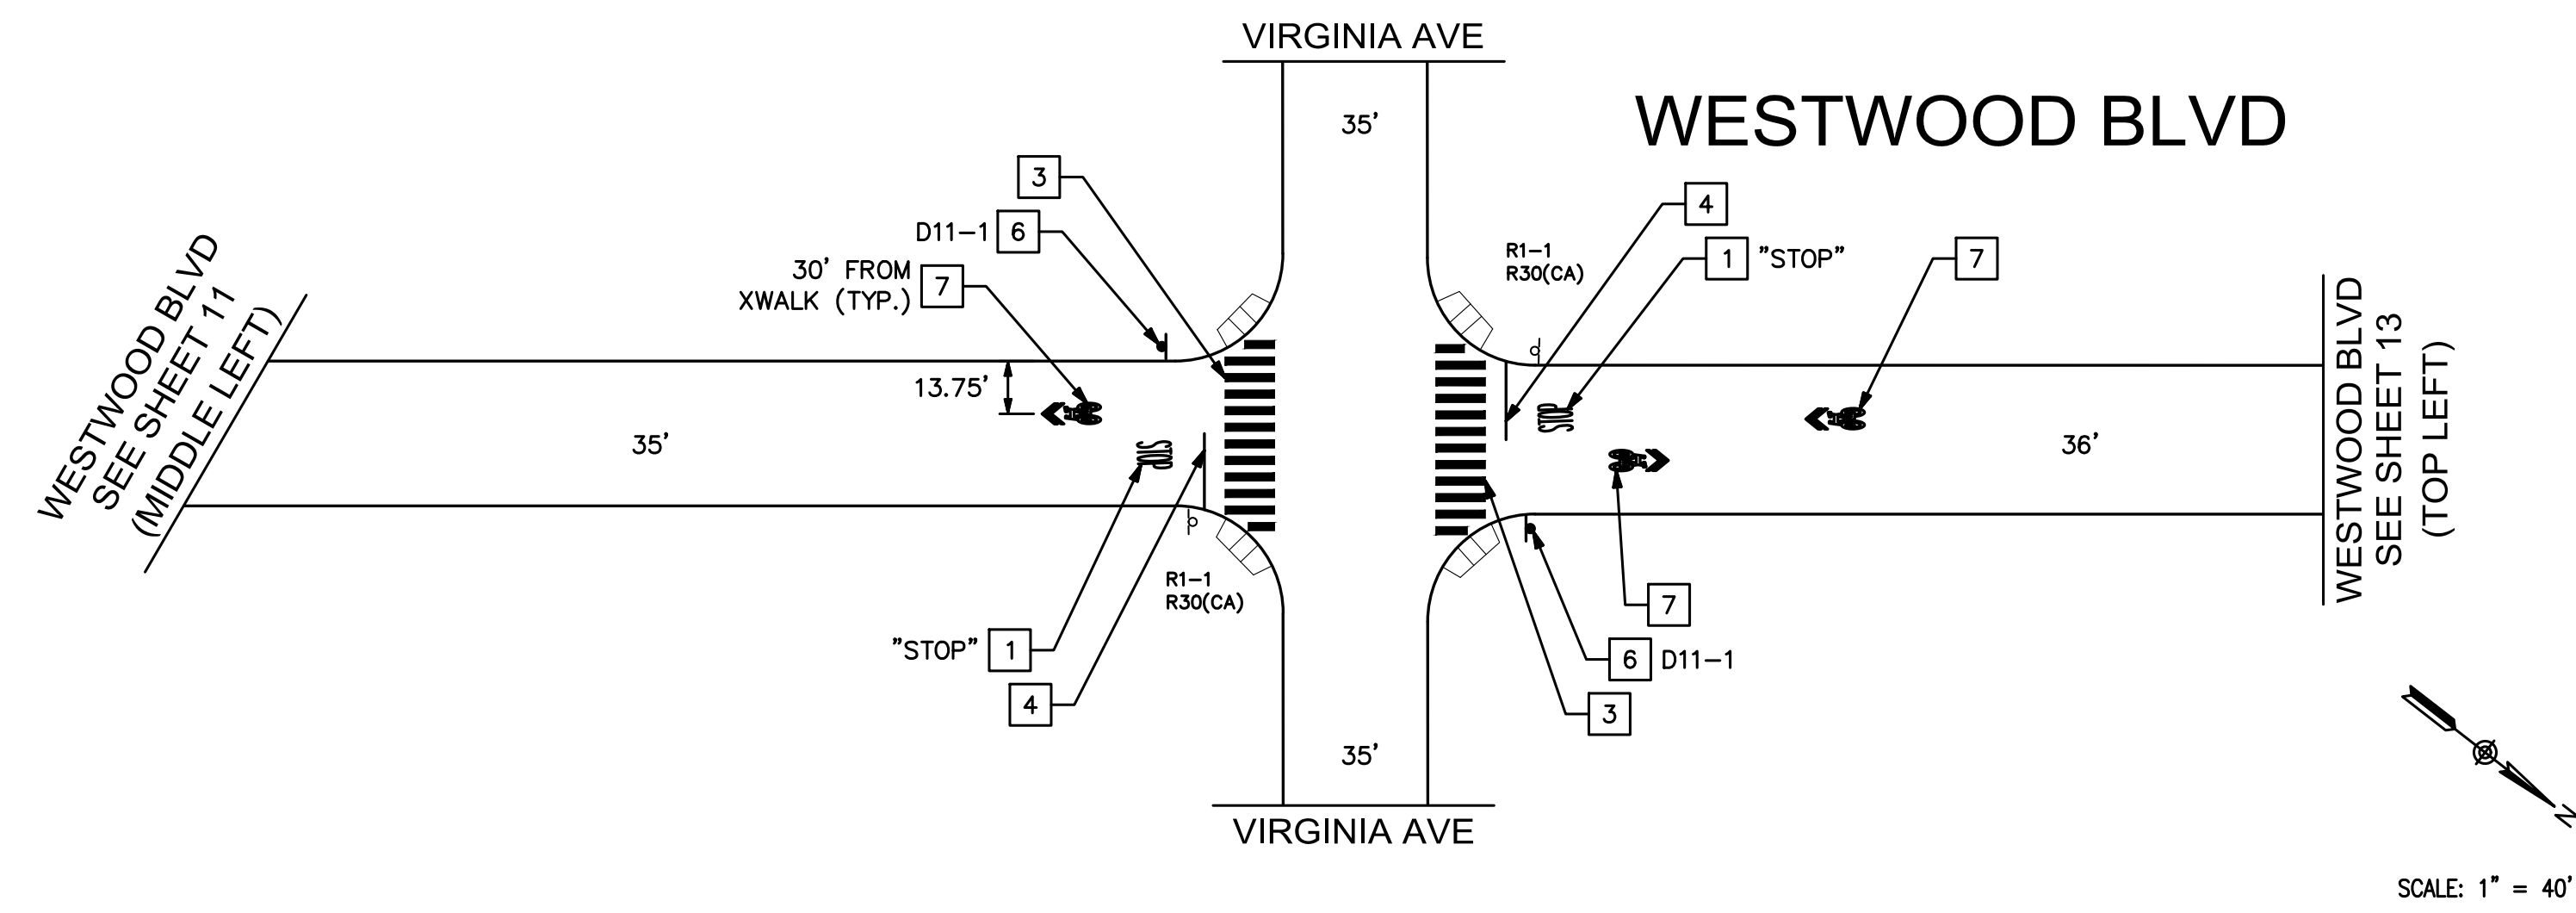 VIRGINIA AVE
WESTWOOD BLVD
35'
3
D11-1 6
30' FROM
XWALK (TYP.) 7
4
R1-1
R30(CA)
1 "STOP"
7
WESTWOOD BLVD
SEE SHEET 11
(MIDDLE LEFT)
13.75'
35'
STOP
STOP
36'
WESTWOOD BLVD
SEE SHEET 13
(TOP LEFT)
R1-1
R30(CA)
"STOP" 1
4
7
6 D11-1
3
35'
VIRGINIA AVE
N
SCALE: 1" = 40'